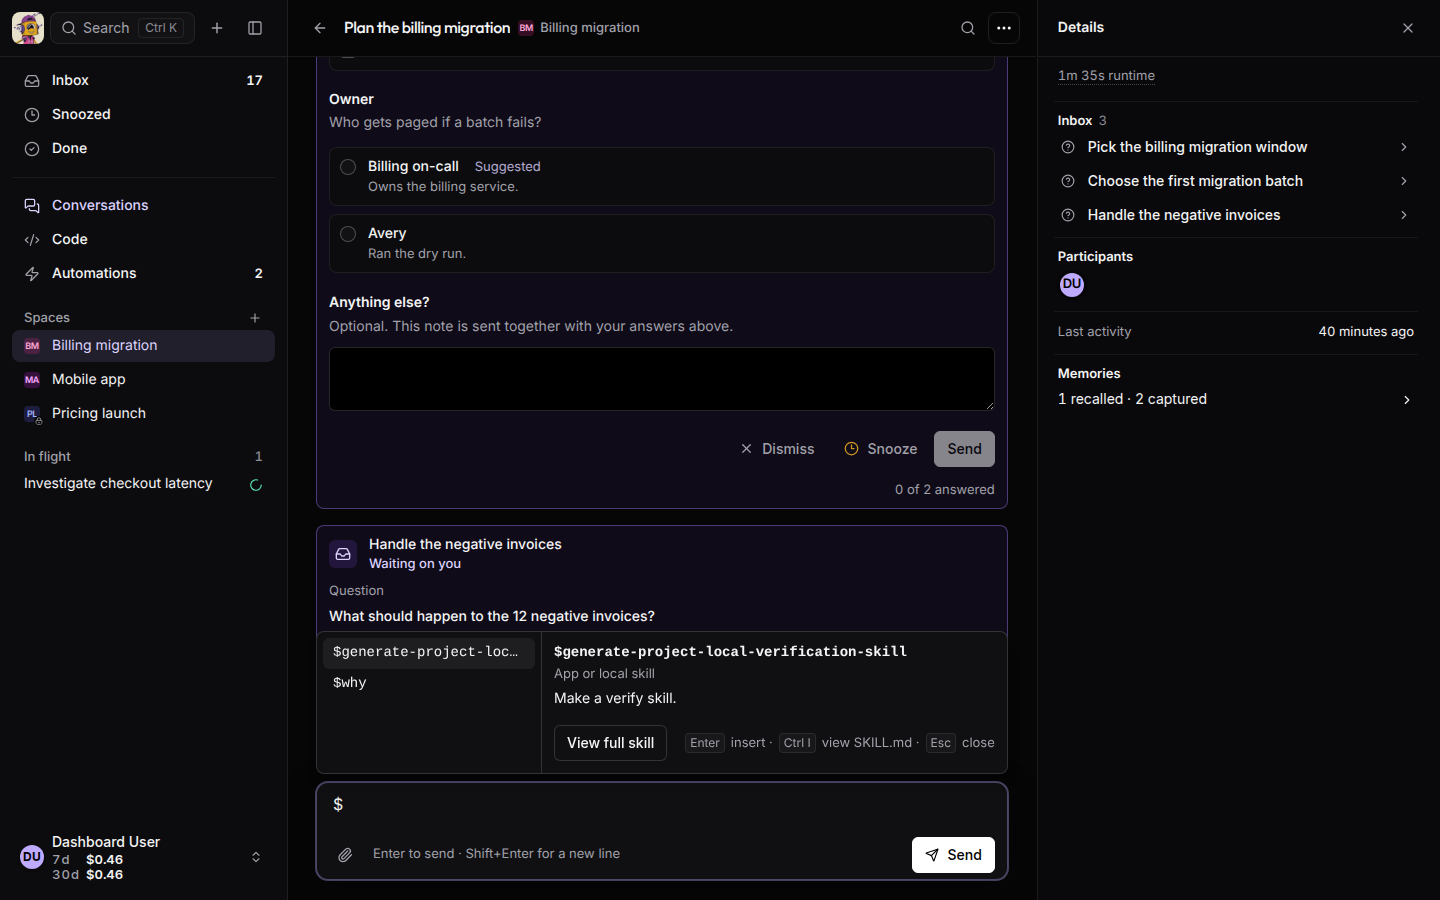 Search Ctrl K
Inbox 17
Snoozed
Done
Conversations
Code
Automations 2
Spaces
BM Billing migration
MA Mobile app
PL Pricing launch
In flight 1
Investigate checkout latency
DU Dashboard User
7d $0.46
30d $0.46
Plan the billing migration BM Billing migration
Owner
Who gets paged if a batch fails?
Billing on-call Suggested
Owns the billing service.
Avery
Ran the dry run.
Anything else?
Optional. This note is sent together with your answers above.
Dismiss Snooze Send
0 of 2 answered
Handle the negative invoices
Waiting on you
Question
What should happen to the 12 negative invoices?
$generate-project-loc…
$why
$generate-project-local-verification-skill
App or local skill
Make a verify skill.
View full skill Enter insert · Ctrl I view SKILL.md · Esc close
$
Enter to send · Shift+Enter for a new line Send
Details
1m 35s runtime
Inbox 3
Pick the billing migration window
Choose the first migration batch
Handle the negative invoices
Participants
DU
Last activity 40 minutes ago
Memories
1 recalled · 2 captured